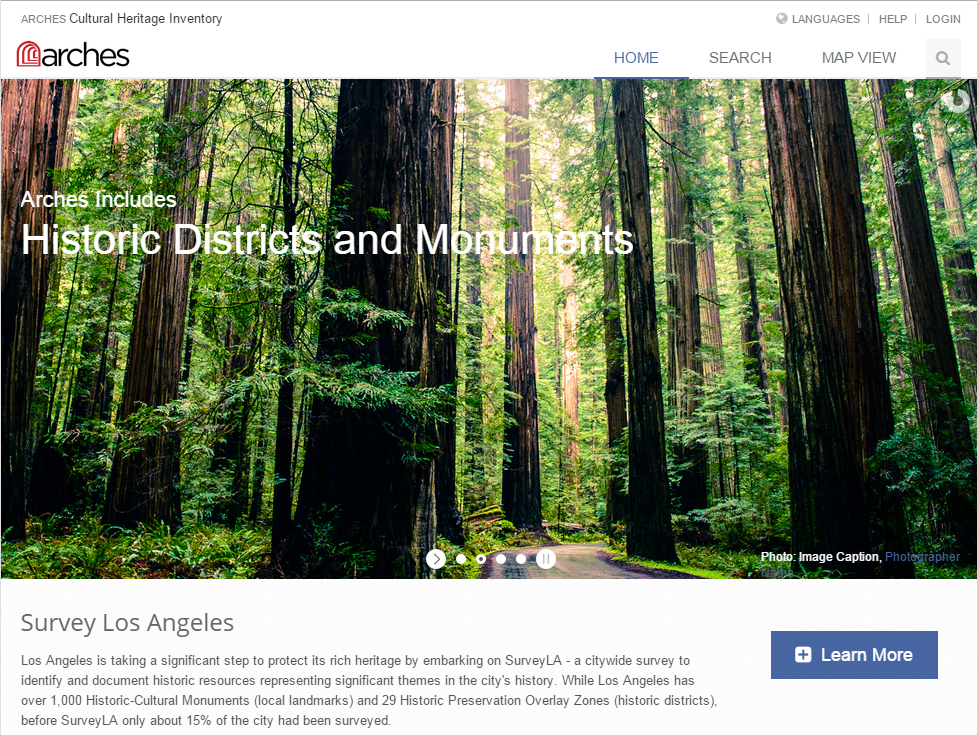 ARCHES Cultural Heritage Inventory
LANGUAGES | HELP | LOGIN
arches
HOME SEARCH MAP VIEW
Arches Includes
Historic Districts and Monuments
Photo: Image Caption, Photographer
Name
Survey Los Angeles
Los Angeles is taking a significant step to protect its rich heritage by embarking on SurveyLA - a citywide survey to
identify and document historic resources representing significant themes in the city's history. While Los Angeles has
over 1,000 Historic-Cultural Monuments (local landmarks) and 29 Historic Preservation Overlay Zones (historic districts),
before SurveyLA only about 15% of the city had been surveyed.
Learn More